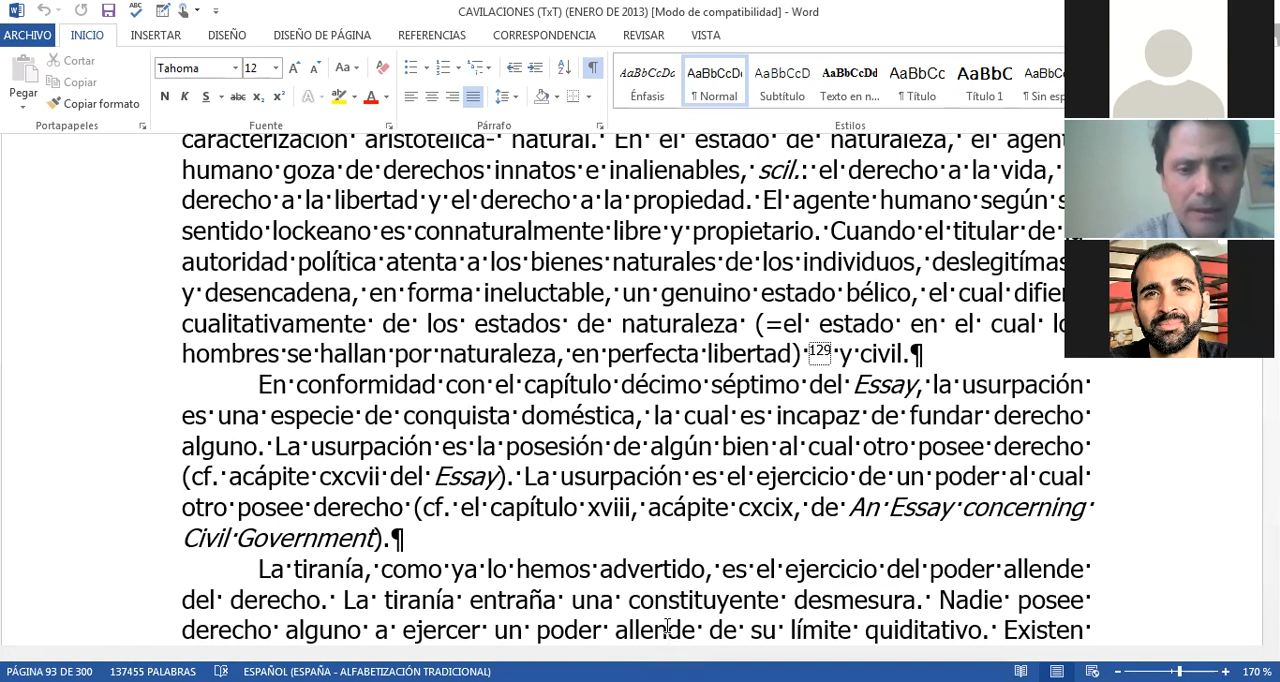 CAVILACIONES (TxT) (ENERO DE 2013) [Modo de compatibilidad] - Word
ARCHIVO INICIO INSERTAR DISEÑO DISEÑO DE PÁGINA REFERENCIAS CORRESPONDENCIA REVISAR VISTA
Pegar
Cortar
Copiar
Copiar formato
Portapapeles
Tahoma 12
Fuente
Párrafo
AaBbCcDc AaBbCcDı AaBbCcD AaBbCcDd AaBbCc AaBbC AaBbCc
Énfasis ¶ Normal Subtítulo Texto en n... ¶ Título Título 1 ¶ Sin esp
Estilos
caracterización aristotélica- natural. En el estado de naturaleza, el agent
humano goza de derechos innatos e inalienables, scil.: el derecho a la vida,
derecho a la libertad y el derecho a la propiedad. El agente humano según s
sentido lockeano es connaturalmente libre y propietario. Cuando el titular de
autoridad política atenta a los bienes naturales de los individuos, deslegitímas
y desencadena, en forma ineluctable, un genuino estado bélico, el cual difier
cualitativamente de los estados de naturaleza (=el estado en el cual lo
hombres se hallan por naturaleza, en perfecta libertad) 129 y civil.¶
En conformidad con el capítulo décimo séptimo del Essay, la usurpación
es una especie de conquista doméstica, la cual es incapaz de fundar derecho
alguno. La usurpación es la posesión de algún bien al cual otro posee derecho
(cf. acápite cxcvii del Essay). La usurpación es el ejercicio de un poder al cual
otro posee derecho (cf. el capítulo xviii, acápite cxcix, de An Essay concerning
Civil Government).¶
La tiranía, como ya lo hemos advertido, es el ejercicio del poder allende
del derecho. La tiranía entraña una constituyente desmesura. Nadie posee
derecho alguno a ejercer un poder allende de su límite quiditativo. Existen
PÁGINA 93 DE 300 137455 PALABRAS ESPAÑOL (ESPAÑA - ALFABETIZACIÓN TRADICIONAL) 170 %